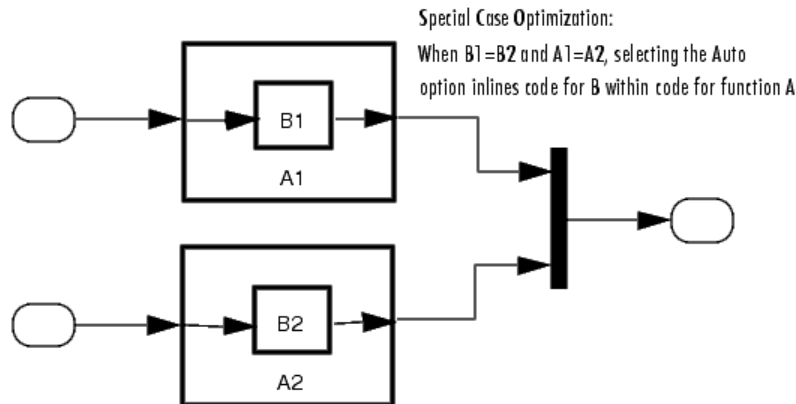 Special Case Optimization:
When B1=B2 and A1=A2, selecting the Auto
option inlines code for B within code for function A
B1
A1
B2
A2